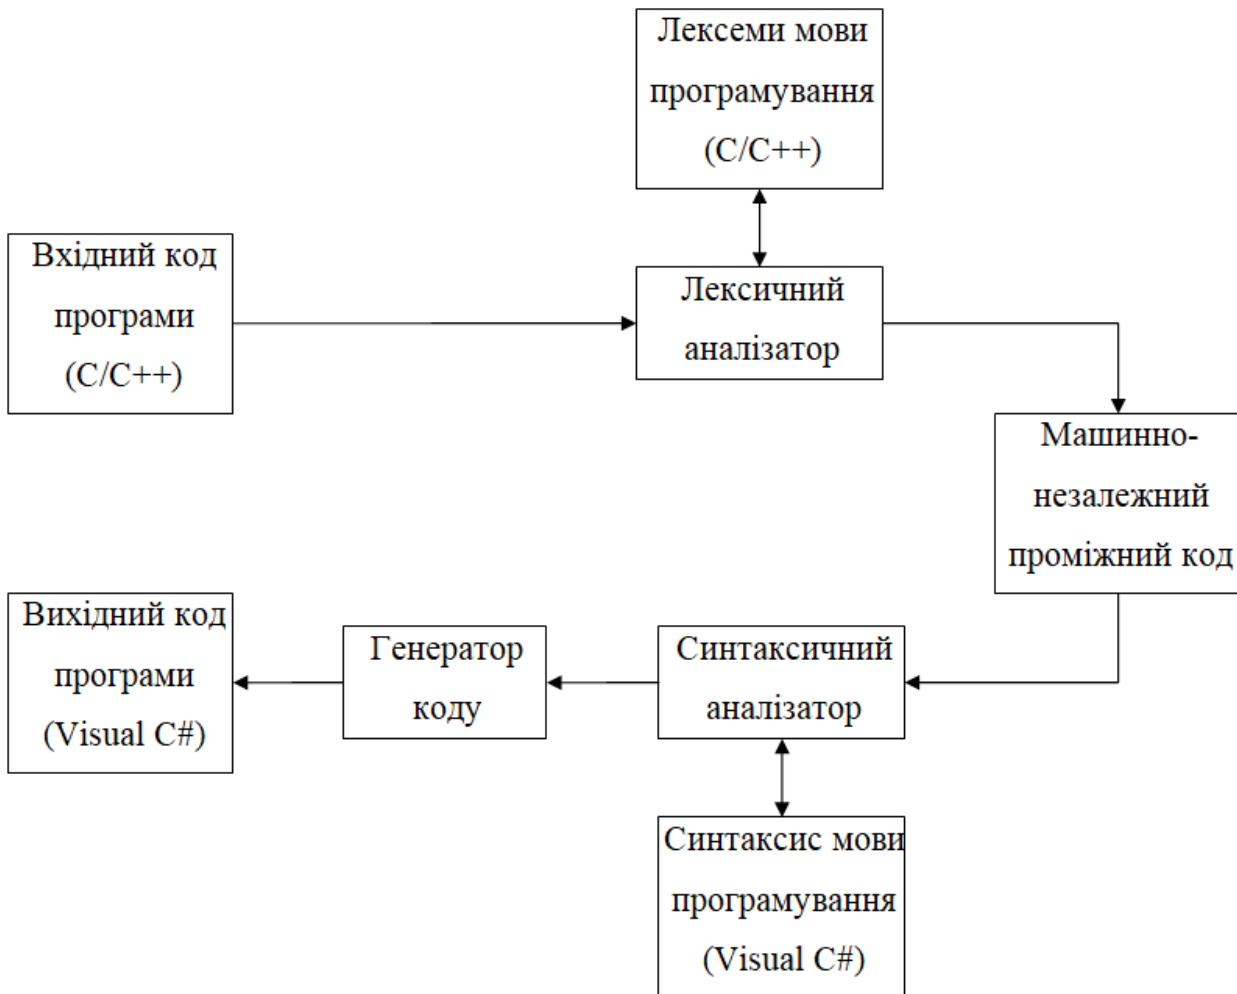 Лексеми мови
програмування
(C/C++)
Вхідний код
програми
(C/C++)
Лексичний
аналізатор
Машинно-
незалежний
проміжний код
Вихідний код
програми
(Visual C#)
Генератор
коду
Синтаксичний
аналізатор
Синтаксис мови
програмування
(Visual C#)